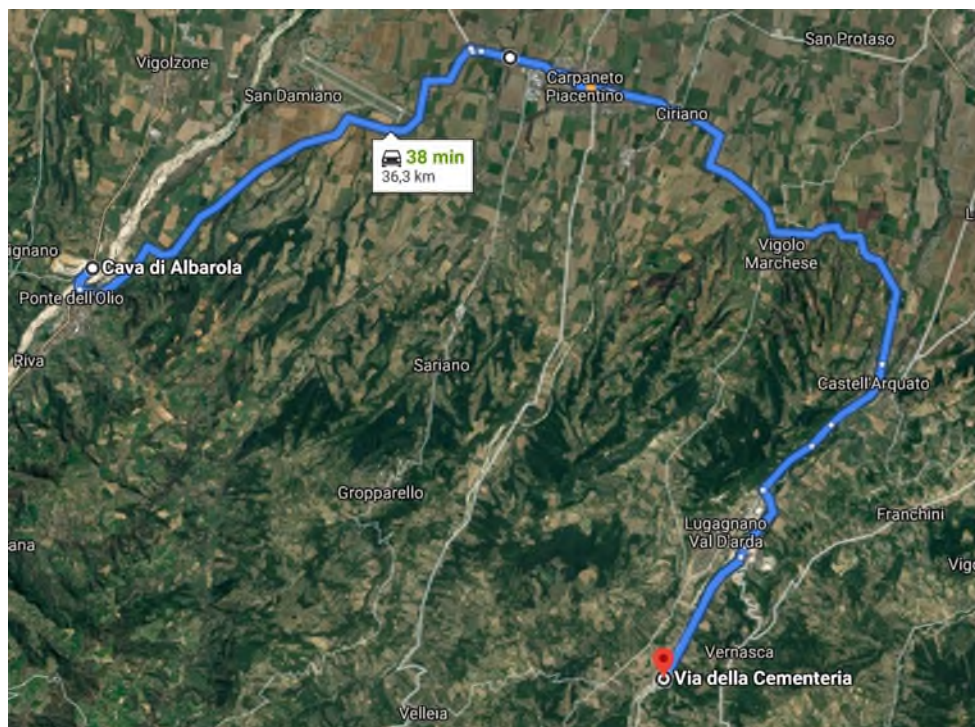 San Protaso
Vigolzone
Carpaneto
Piacentino
San Damiano
Ciriano
38 min
36,3 km
ignano
Cava di Albarola
Vigolo
Marchese
Ponte dell'Olio
Riva
Sariano
Castell'Arquato
Gropparello
Franchini
Lugagnano
Val D'arda
ana
Vigo
Vernasca
Via della Cementeria
Velleia